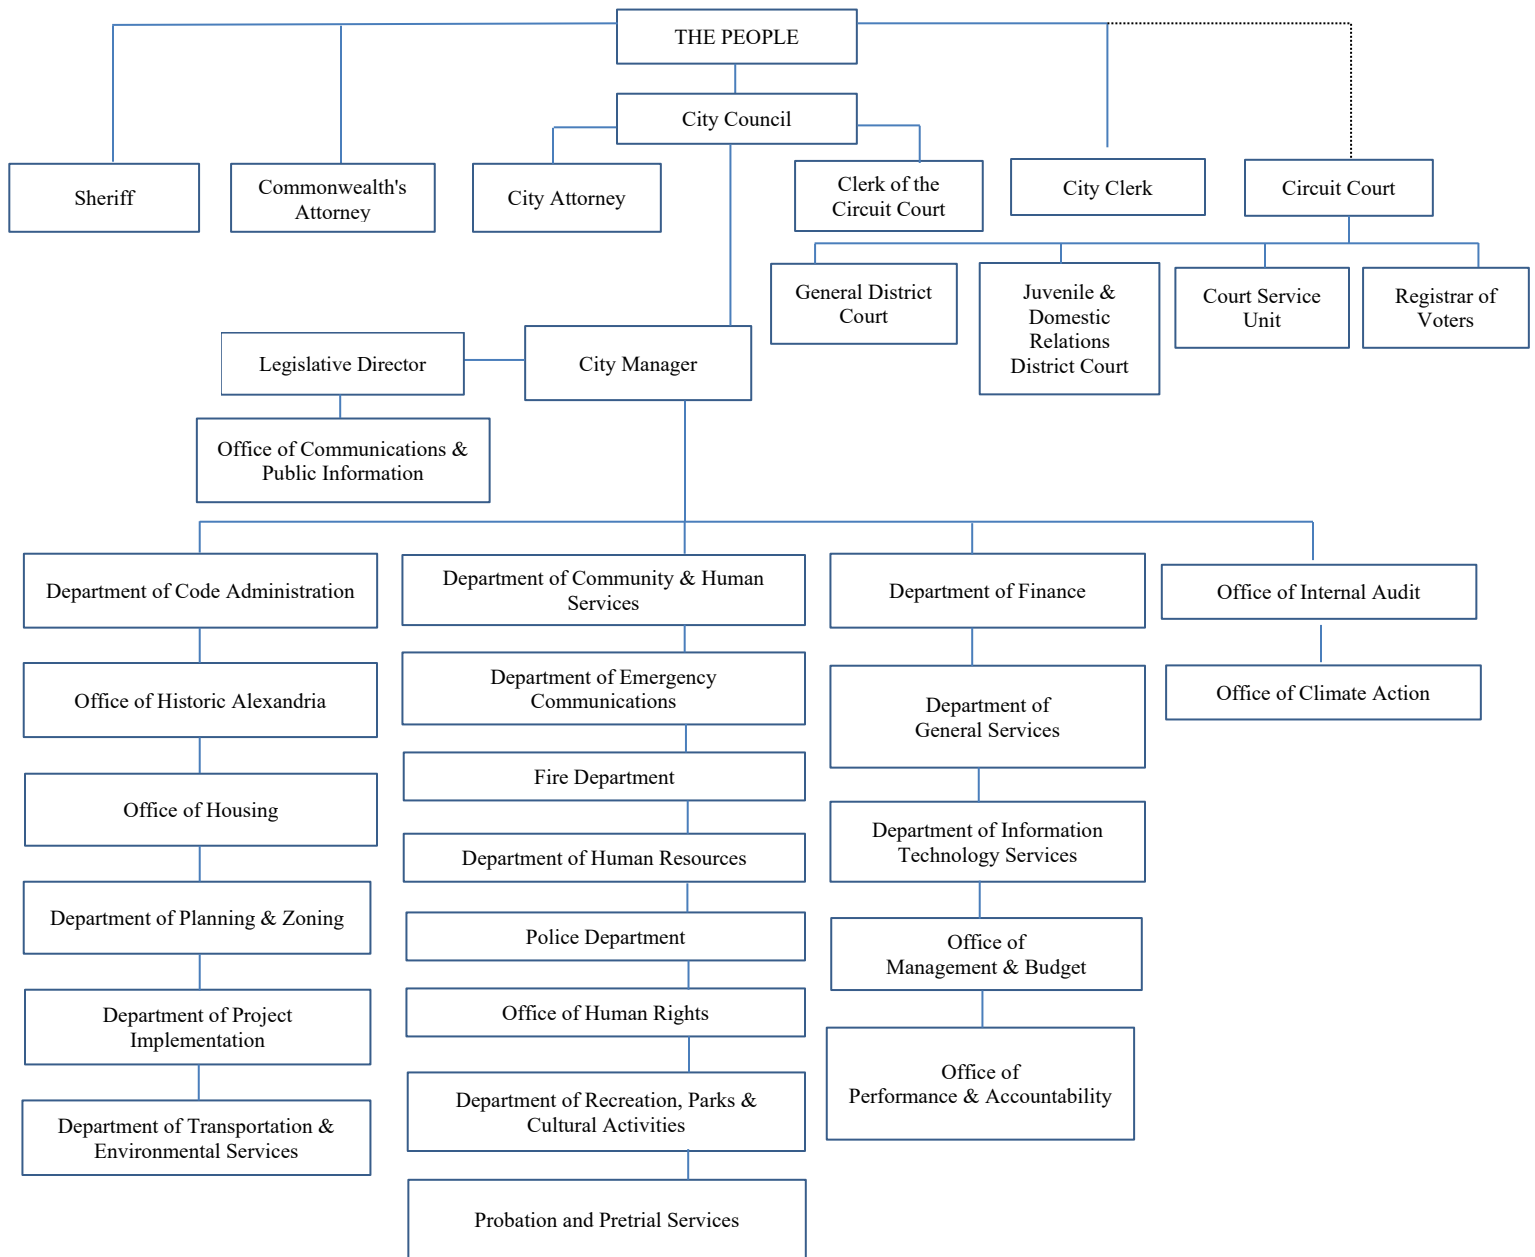 THE PEOPLE
City Council
Sheriff
Commonwealth's
Attorney
City Attorney
Clerk of the
Circuit Court
City Clerk
Circuit Court
General District
Court
Juvenile &
Domestic
Relations
District Court
Court Service
Unit
Registrar of
Voters
Legislative Director
City Manager
Office of Communications &
Public Information
Department of Code Administration
Office of Historic Alexandria
Office of Housing
Department of Planning & Zoning
Department of Project
Implementation
Department of Transportation &
Environmental Services
Department of Community & Human
Services
Department of Emergency
Communications
Fire Department
Department of Human Resources
Police Department
Office of Human Rights
Department of Recreation, Parks &
Cultural Activities
Probation and Pretrial Services
Department of Finance
Department of
General Services
Department of Information
Technology Services
Office of
Management & Budget
Office of
Performance & Accountability
Office of Internal Audit
Office of Climate Action